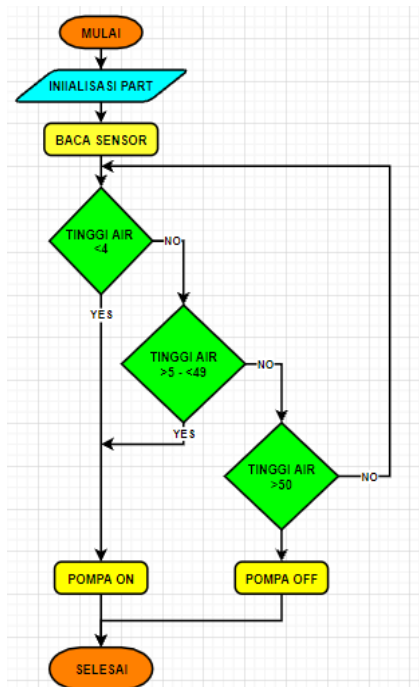 MULAI
INIIALISASI PART
BACA SENSOR
TINGGI AIR
<4
NO
YES
TINGGI AIR
>5 - <49
NO
YES
TINGGI AIR
>50
NO
POMPA ON
POMPA OFF
SELESAI